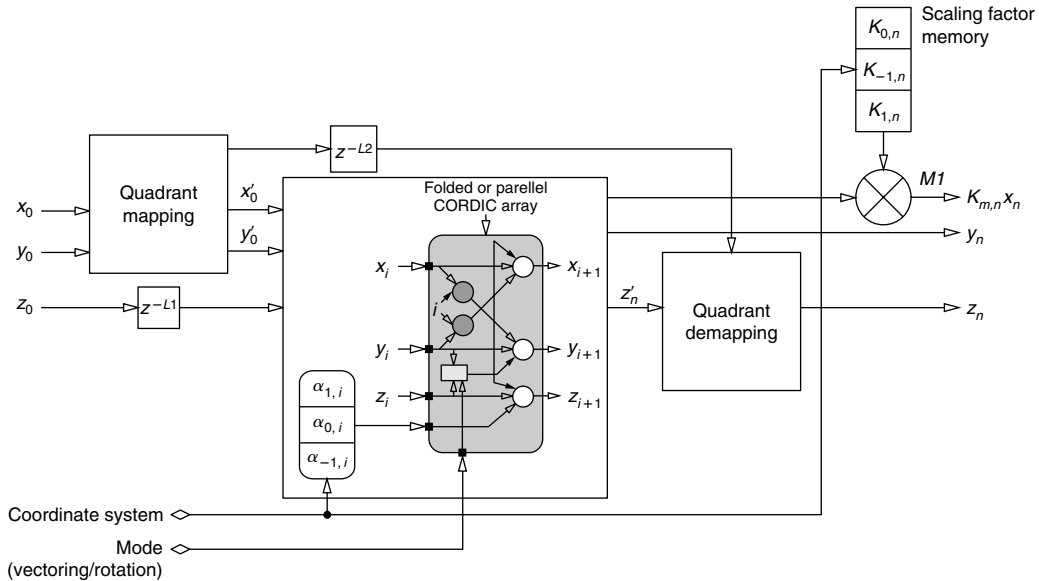 Scaling factor
memory
K0,n
K−1,n
K1,n
z−L2
Quadrant
mapping
x′0
y′0
x0
y0
z0
z−L1
Folded or parellel
CORDIC array
xi
xi+1
i
yi
yi+1
zi
zi+1
α1, i
α0, i
α−1, i
M1
Km,n xn
yn
z′n
Quadrant
demapping
zn
Coordinate system
Mode
(vectoring/rotation)